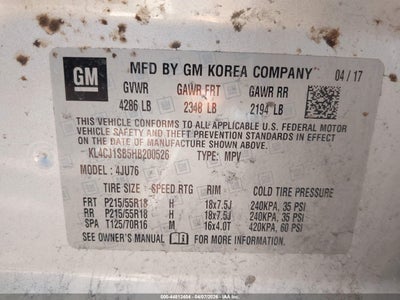 GM
MFD BY GM KOREA COMPANY
04 / 17
GVWR GAWR FRT GAWR RR
4286 LB 2348 LB 2194 LB
THIS VEHICLE CONFORMS TO ALL APPLICABLE U.S. FEDERAL MOTOR
VEHICLE SAFETY, BUMPER, AND THEFT PREVENTION STANDARDS IN
EFFECT ON THE DATE OF MANUFACTURE SHOWN ABOVE.
KL4CJ1SB5HB200526 TYPE: MPV
MODEL : 4JU76
TIRE SIZE SPEED RTG RIM COLD TIRE PRESSURE
FRT P215/55R18 H 18x7.5J 240KPA, 35 PSI
RR P215/55R18 H 18x7.5J 240KPA, 35 PSI
SPA T125/70R16 M 16x4.0T 420KPA, 60 PSI
SEE OWNER'S MANUAL FOR MORE INFORMATION.